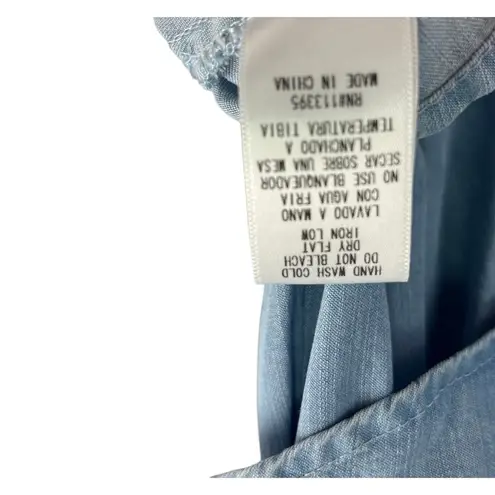 HAND WASH COLD
DO NOT BLEACH
DRY FLAT
IRON LOW
LAVADO A MANO
CON AGUA FRIA
NO USE BLANQUEADOR
SECAR SOBRE UNA MESA
PLANCHADO A
TEMPERATURA TIBIA
RN#113395
MADE IN CHINA